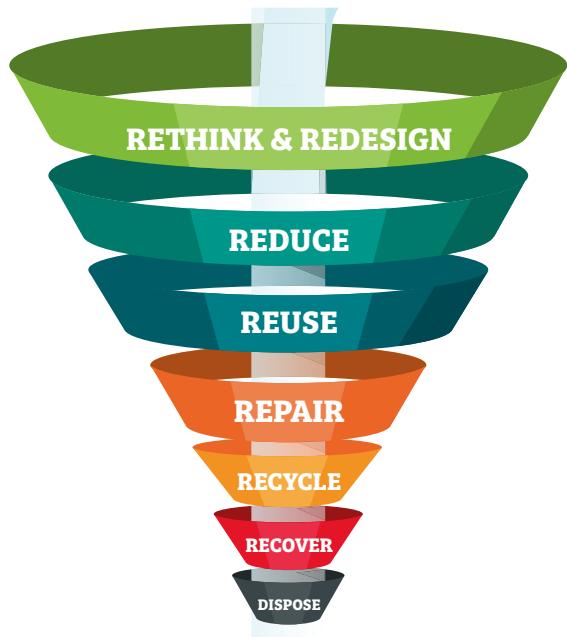 RETHINK & REDESIGN
REDUCE
REUSE
REPAIR
RECYCLE
RECOVER
DISPOSE